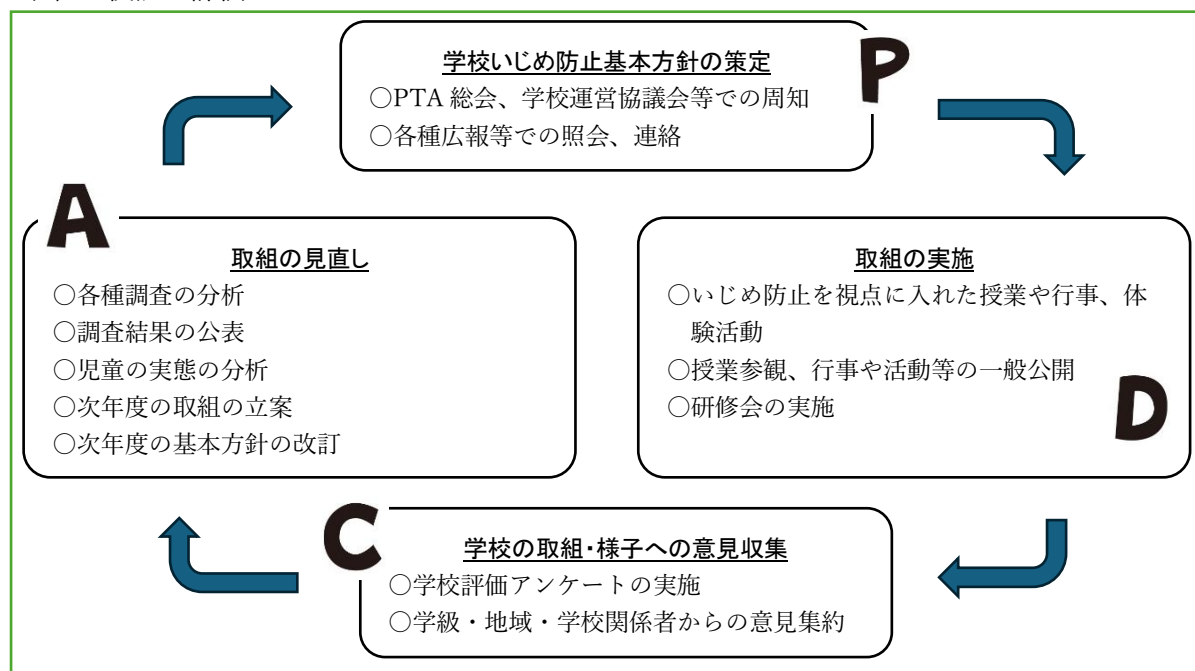 学校いじめ防止基本方針の策定
○PTA 総会、学校運営協議会等での周知
○各種広報等での照会、連絡
P
A
取組の見直し
○各種調査の分析
○調査結果の公表
○児童の実態の分析
○次年度の取組の立案
○次年度の基本方針の改訂
取組の実施
○いじめ防止を視点に入れた授業や行事、体
験活動
○授業参観、行事や活動等の一般公開
○研修会の実施
D
C
学校の取組・様子への意見収集
○学校評価アンケートの実施
○学級・地域・学校関係者からの意見集約